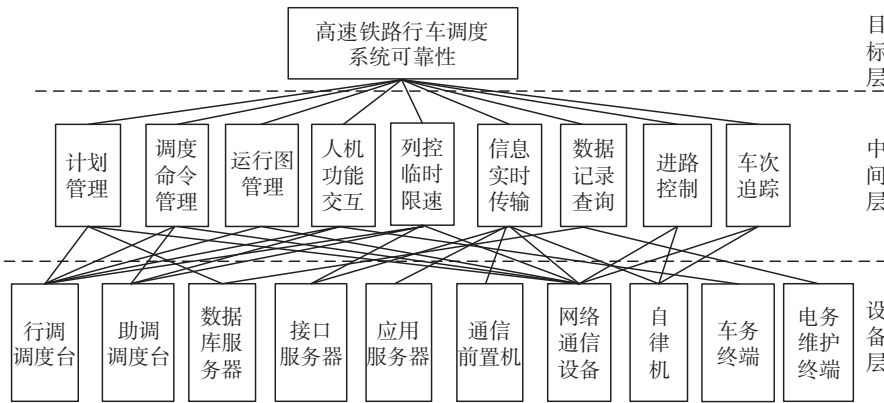 高速铁路行车调度
系统可靠性
目
标
层
计划
管理
调度
命令
管理
运行图
管理
人机
功能
交互
列控
临时
限速
信息
实时
传输
数据
记录
查询
进路
控制
车次
追踪
中
间
层
行调
调度台
助调
调度台
数据
库服
务器
接口
服务器
应用
服务器
通信
前置机
网络
通信
设备
自
律
机
车务
终端
电务
维护
终端
设
备
层